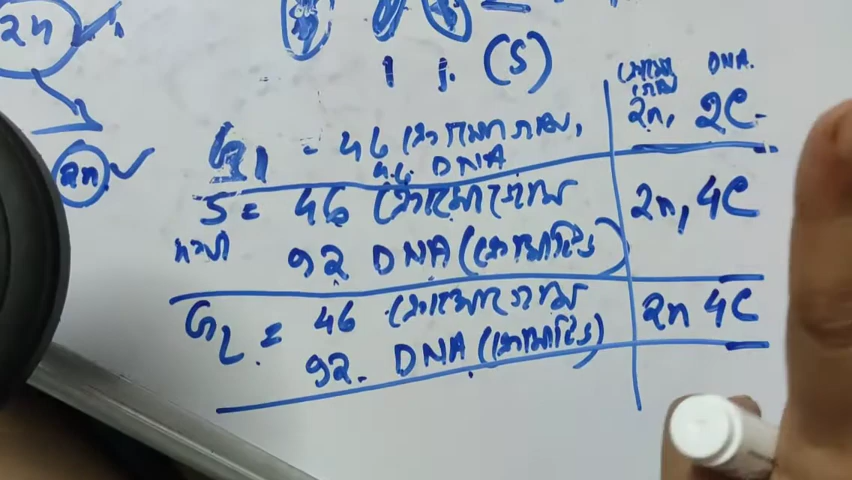 2n
2n
1 1. (S)
ক্রোমো DNA.
জোম
2n, 2C
G1 = 46 ক্রোমোজোম,
46 DNA
S = 46 ক্রোমোজোম 2n, 4C
92 DNA (ক্রোমাটিড)
G2 = 46 ক্রোমোজোম 2n 4C
92. DNA (ক্রোমাটিড)